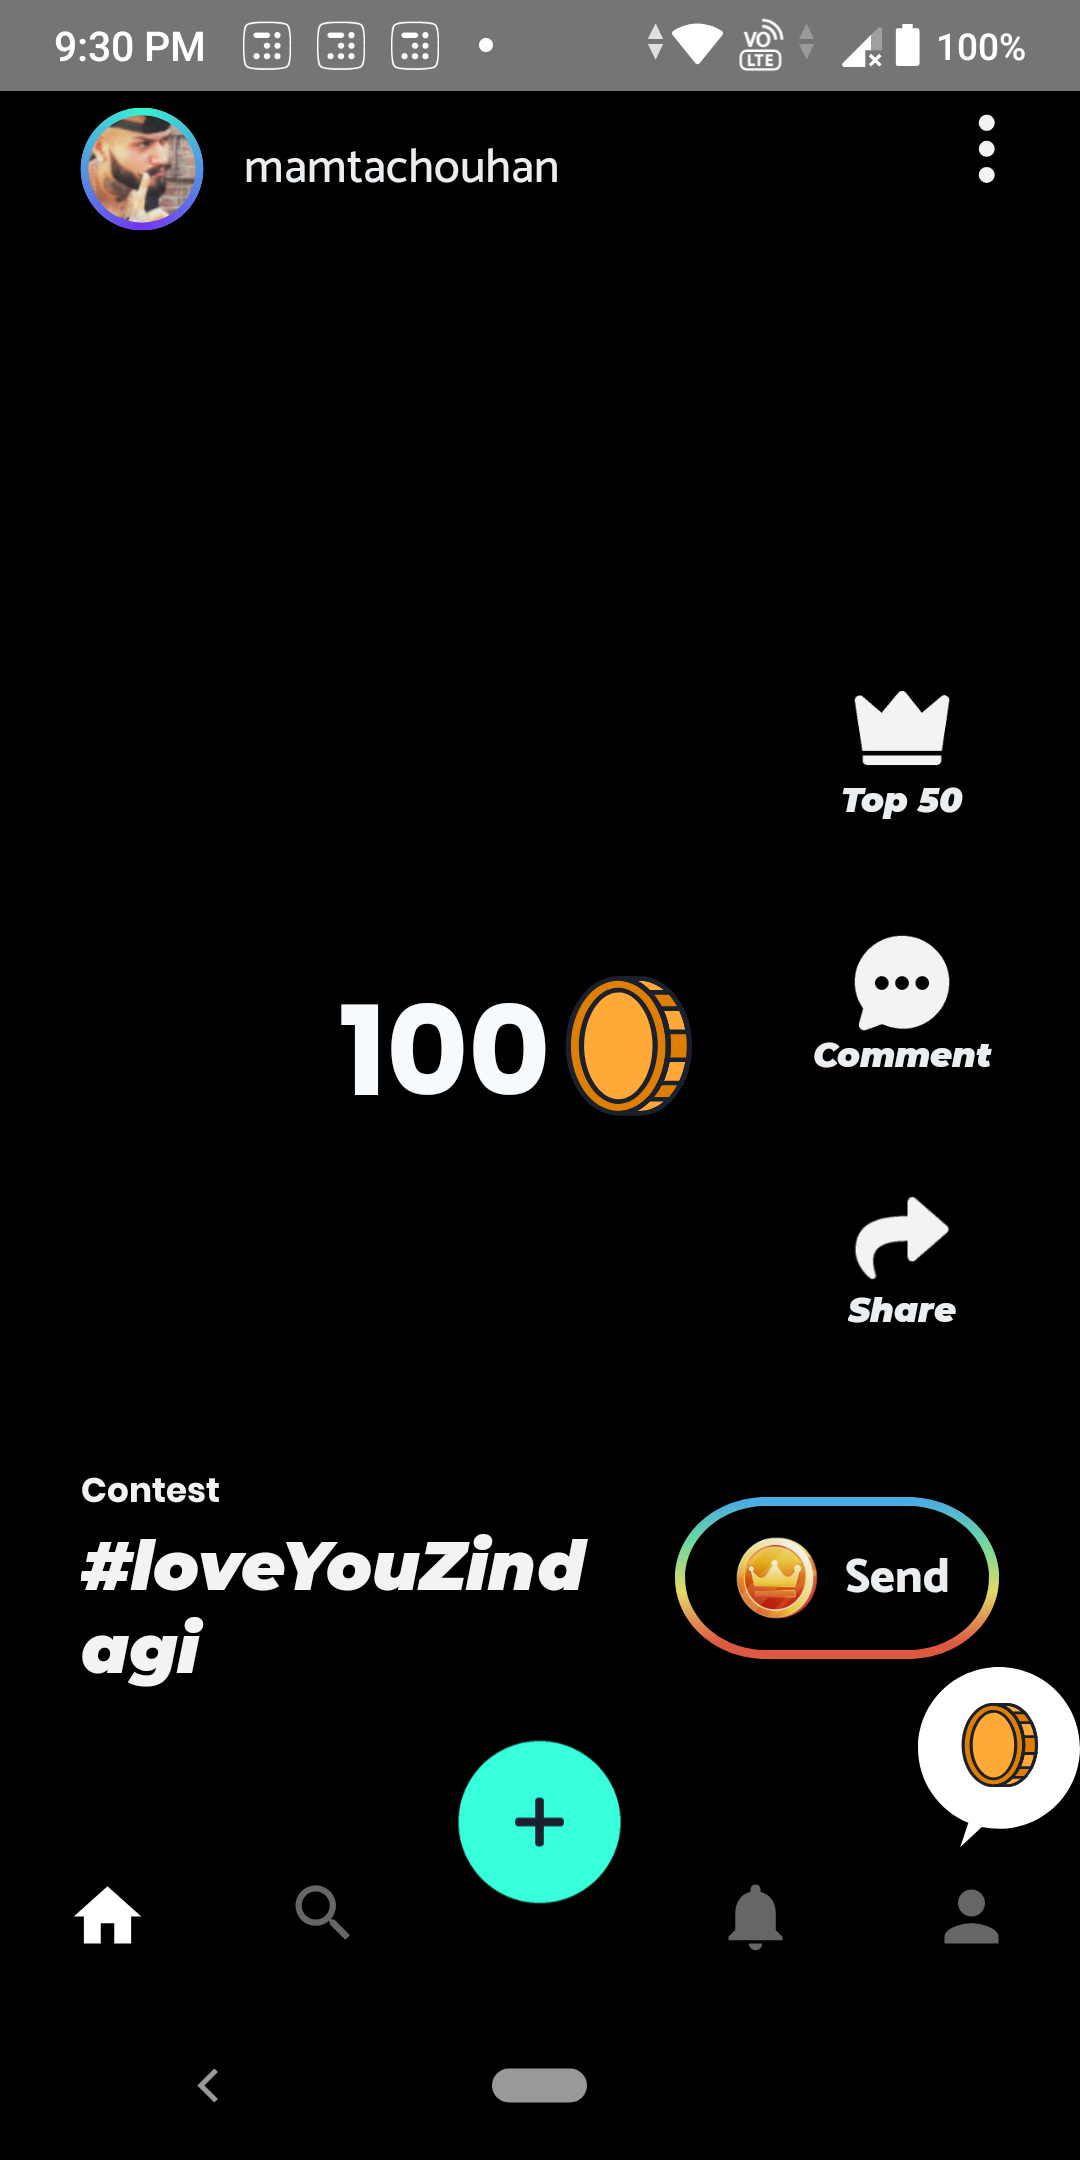 9:30 PM
VO
LTE
100%
mamtachouhan
Top 50
100
Comment
Share
Contest
#loveYouZind
agi
Send